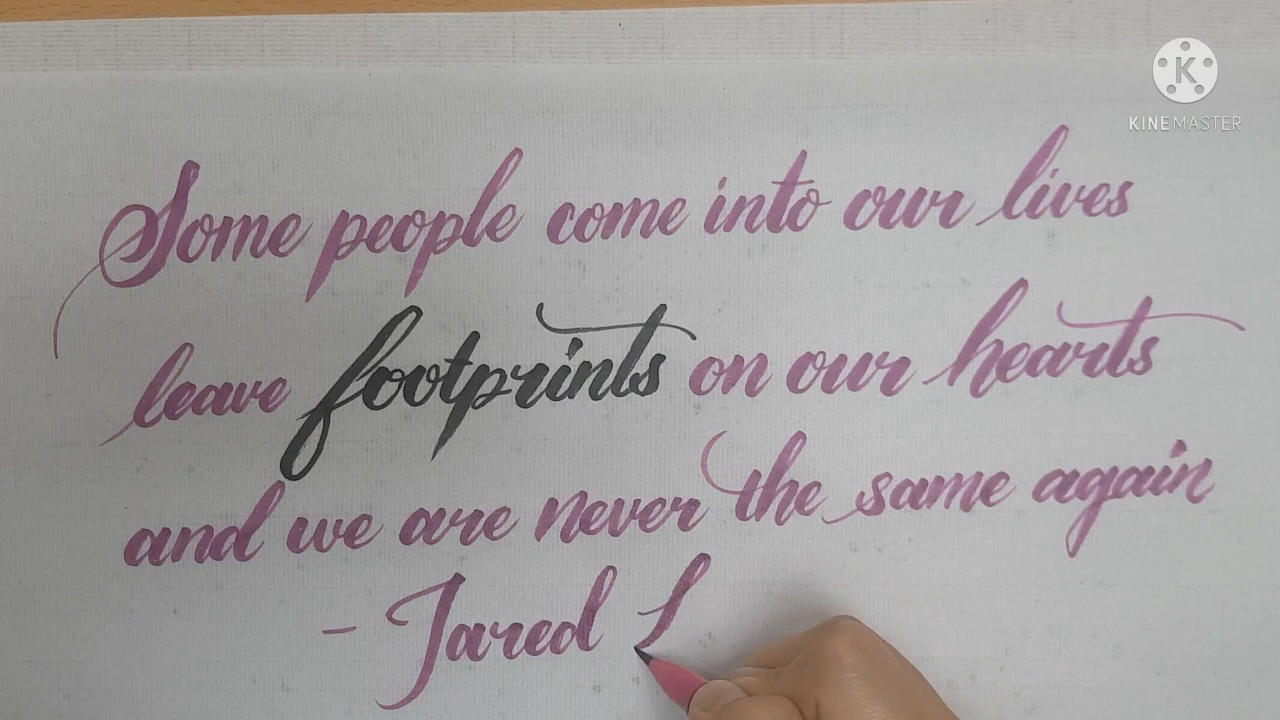 K
KINEMASTER
Some people come into our lives
leave footprints on our hearts
and we are never the same again
- Jared L